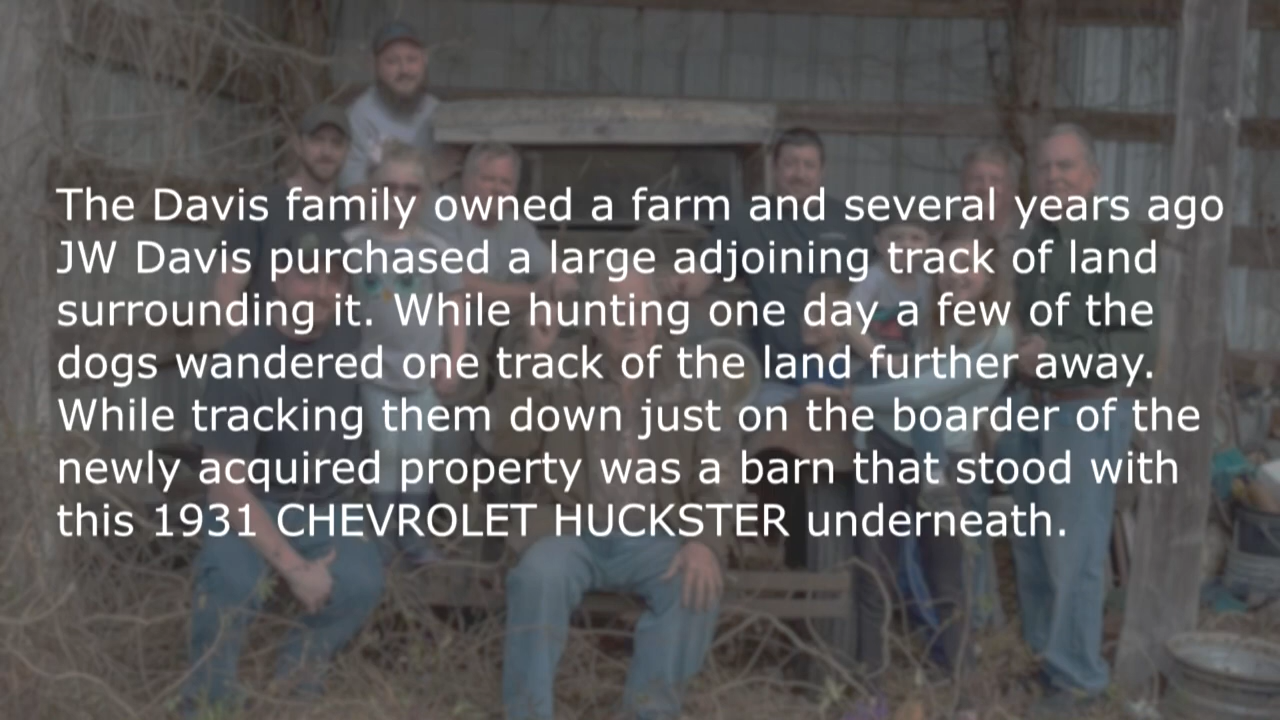 The Davis family owned a farm and several years ago
JW Davis purchased a large adjoining track of land
surrounding it. While hunting one day a few of the
dogs wandered one track of the land further away.
While tracking them down just on the boarder of the
newly acquired property was a barn that stood with
this 1931 CHEVROLET HUCKSTER underneath.